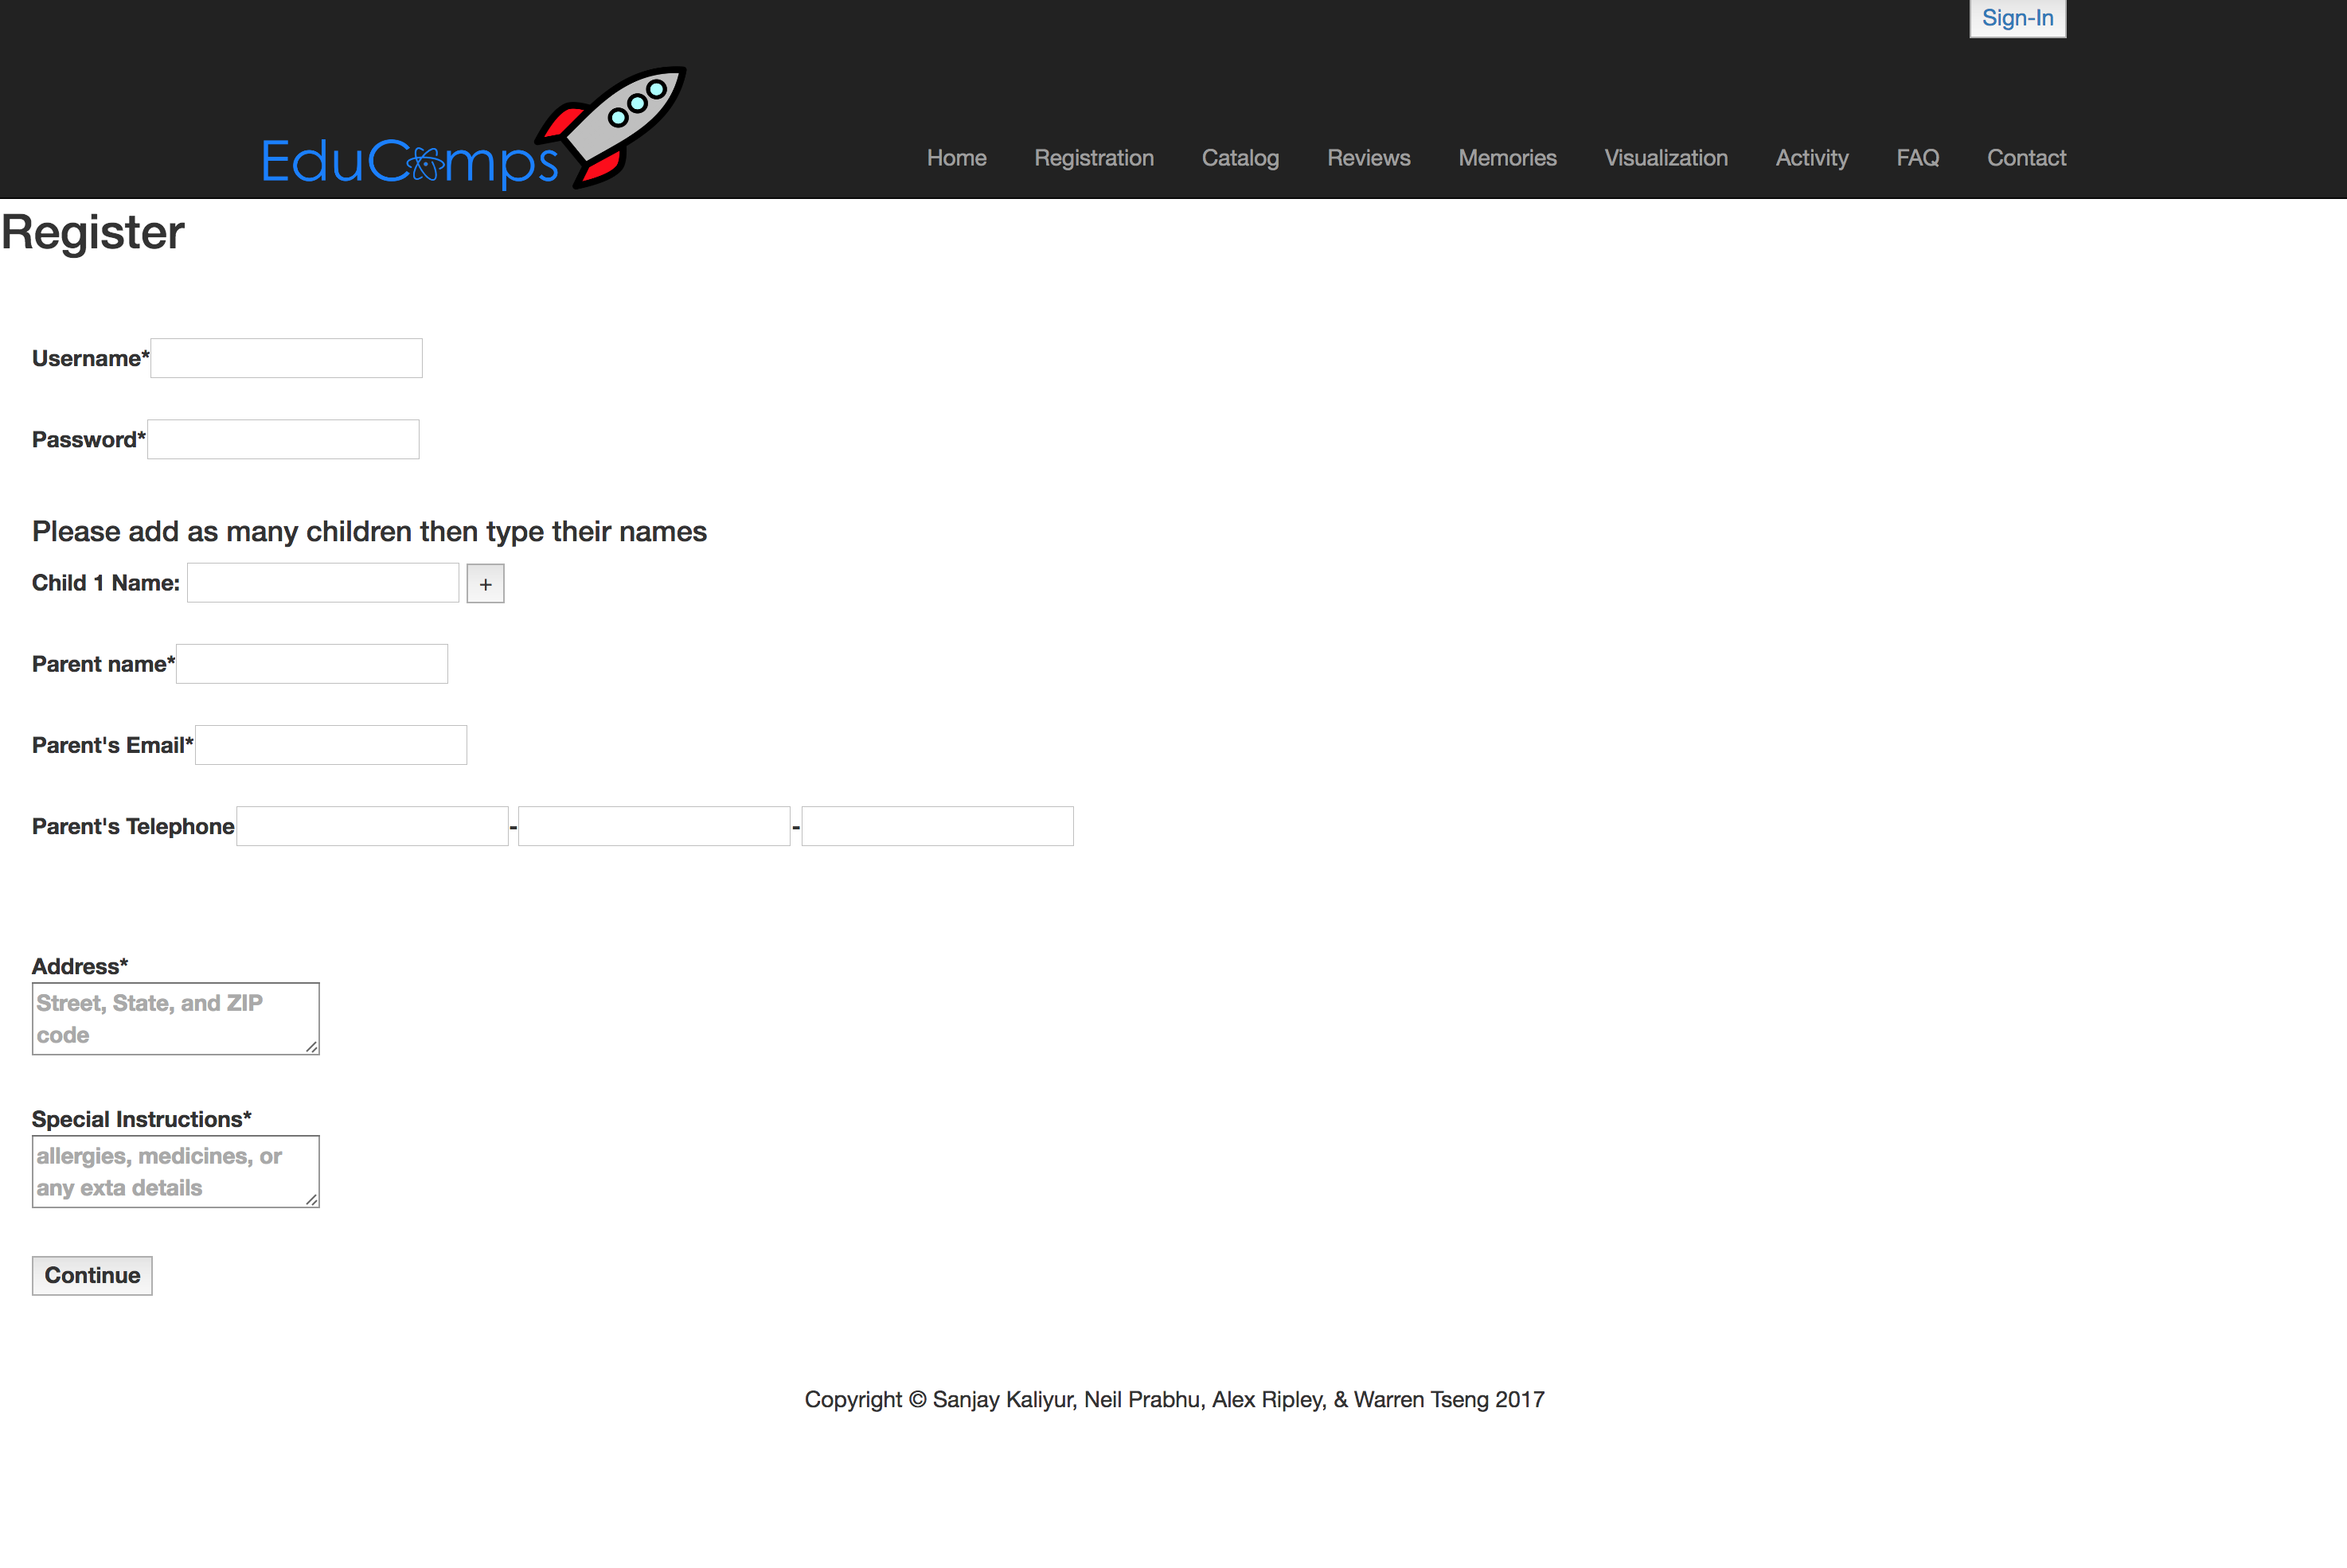 Sign-In
EduCamps
Home Registration Catalog Reviews Memories Visualization Activity FAQ Contact
Register
Username*
Password*
Please add as many children then type their names
Child 1 Name: +
Parent name*
Parent's Email*
Parent's Telephone - -
Address*
Street, State, and ZIP
code
Special Instructions*
allergies, medicines, or
any exta details
Continue
Copyright © Sanjay Kaliyur, Neil Prabhu, Alex Ripley, & Warren Tseng 2017